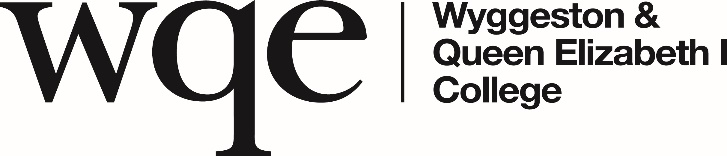 wqe
Wyggeston &
Queen Elizabeth I
College